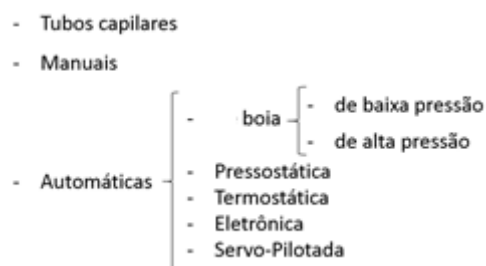 - Tubos capilares
- Manuais
- Automáticas
- boia
- de baixa pressão
- de alta pressão
- Pressostática
- Termostática
- Eletrônica
- Servo-Pilotada